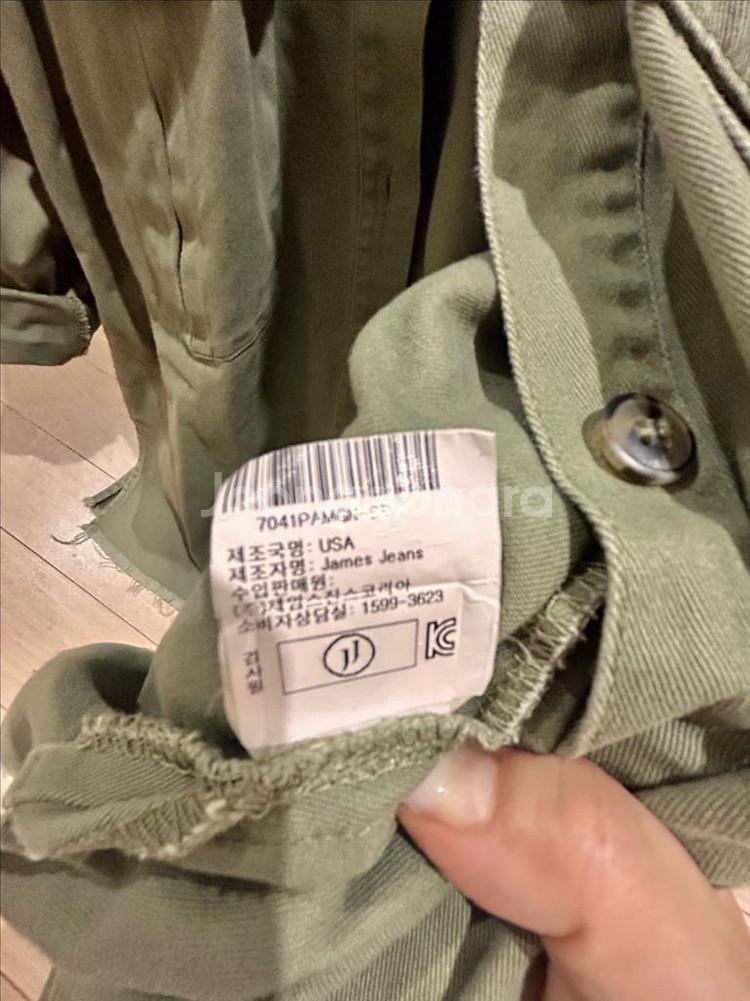 Joonggonara
제조국명: USA
제조자명: James Jeans
수입판매원:
(주)제임스진스코리아
소비자상담실: 1599-3623
검사필
JJ
KC